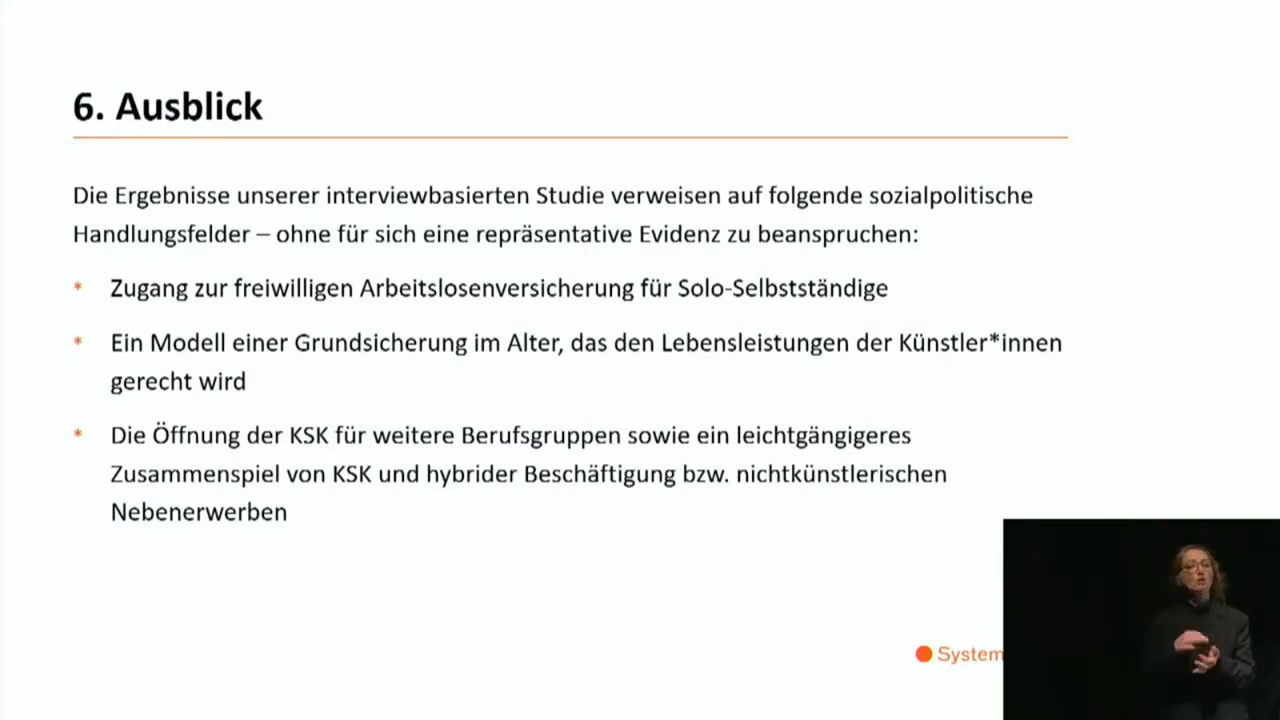 6. Ausblick
Die Ergebnisse unserer interviewbasierten Studie verweisen auf folgende sozialpolitische
Handlungsfelder – ohne für sich eine repräsentative Evidenz zu beanspruchen:
* Zugang zur freiwilligen Arbeitslosenversicherung für Solo-Selbstständige
* Ein Modell einer Grundsicherung im Alter, das den Lebensleistungen der Künstler*innen
gerecht wird
* Die Öffnung der KSK für weitere Berufsgruppen sowie ein leichtgängigeres
Zusammenspiel von KSK und hybrider Beschäftigung bzw. nichtkünstlerischen
Nebenerwerben
System